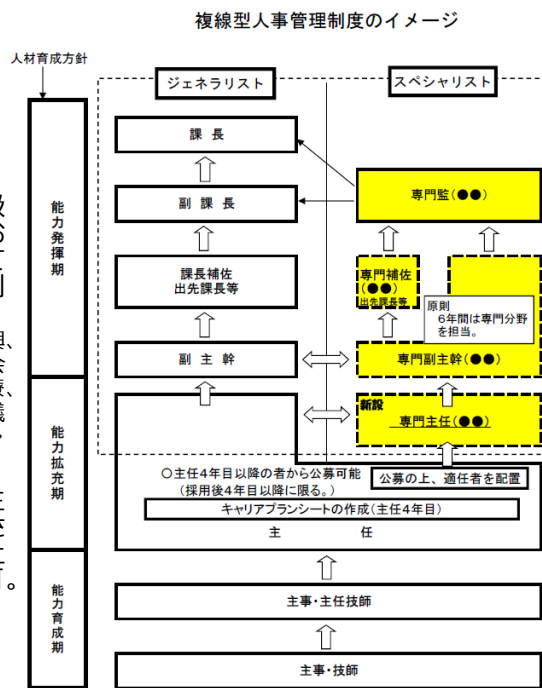 複線型人事管理制度のイメージ
人材育成方針
ジェネラリスト
スペシャリスト
課 長
副 課 長
専門監(●●)
能力発揮期
課長補佐
出先課長等
専門補佐
(●●)
出先課長等
原則
6年間は専門分野
を担当。
副 主 幹
専門副主幹(●●)
新設
専門主任(●●)
能力拡充期
○主任4年目以降の者から公募可能
(採用後4年目以降に限る。)
公募の上、適任者を配置
キャリアプランシートの作成(主任4年目)
主 任
能力育成期
主事・主任技師
主事・技師